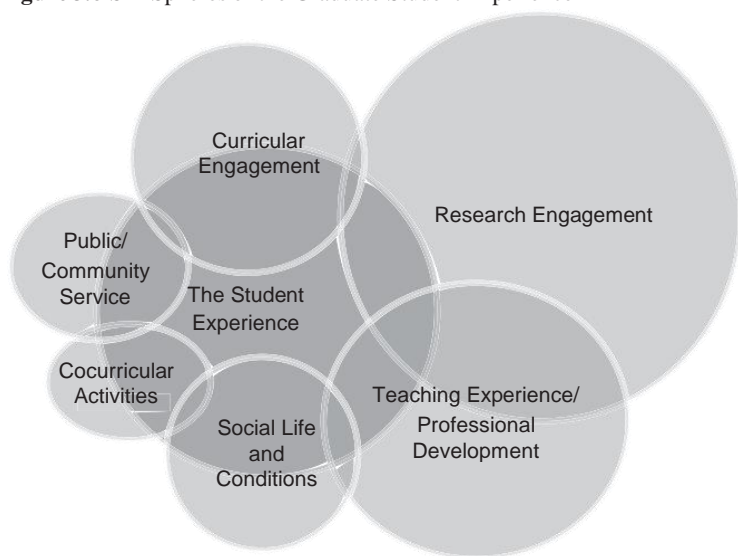 Curricular
Engagement
Research Engagement
Public/
Community
Service
The Student
Experience
Cocurricular
Activities
Social Life
and
Conditions
Teaching Experience/
Professional
Development